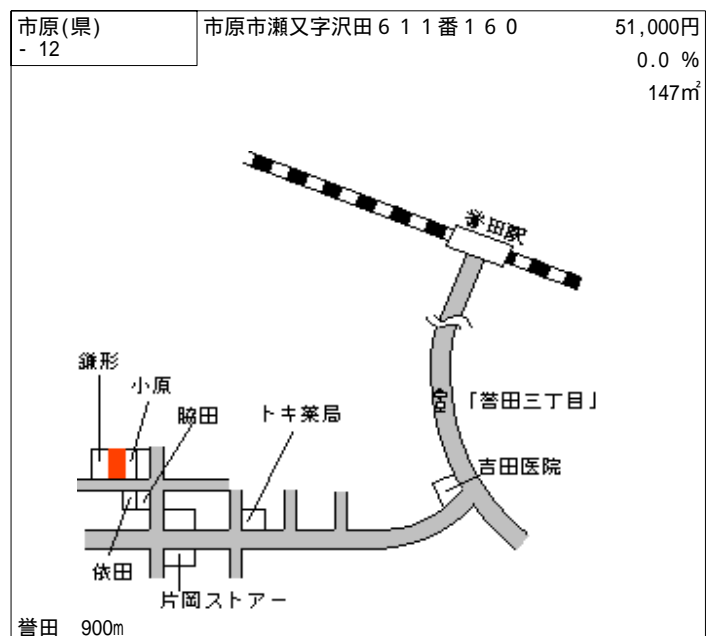 市原(県)
- 12
市原市瀬又字沢田611番160
51,000円
0.0 %
147㎡
誉田駅
鎌形
小原
脇田
トキ薬局
「誉田三丁目」
吉田医院
依田
片岡ストアー
誉田 900m